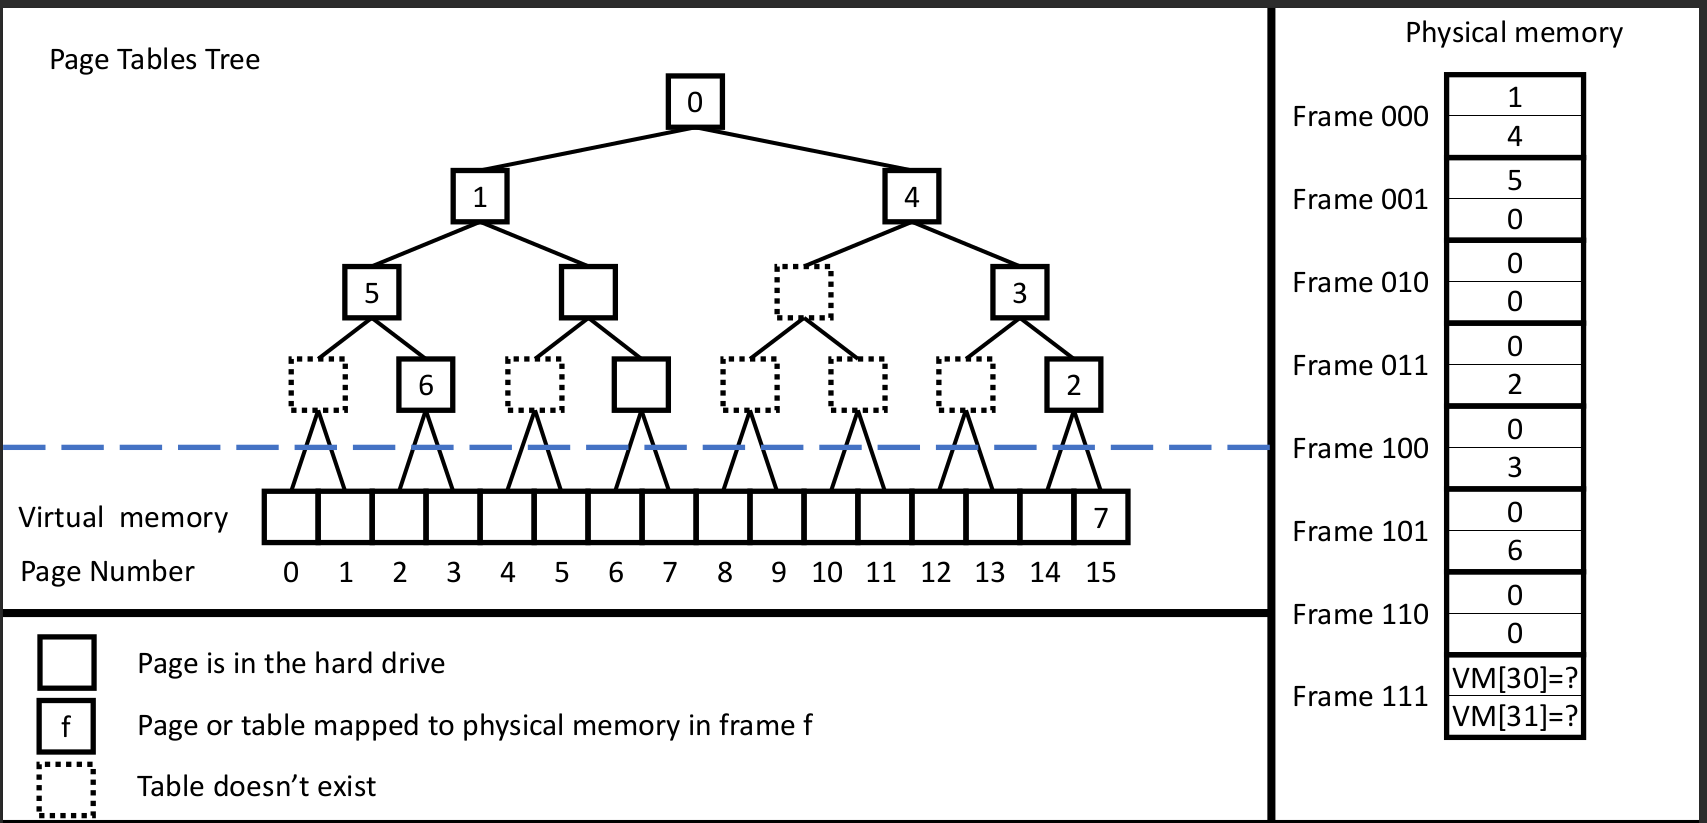 Page Tables Tree
0
1 4
5 3
6 2
Virtual memory 7
Page Number 0 1 2 3 4 5 6 7 8 9 10 11 12 13 14 15
Page is in the hard drive
f Page or table mapped to physical memory in frame f
Table doesn't exist
Physical memory
1
Frame 000
4
5
Frame 001
0
0
Frame 010
0
0
Frame 011
2
0
Frame 100
3
0
Frame 101
6
0
Frame 110
0
VM[30]=?
Frame 111
VM[31]=?